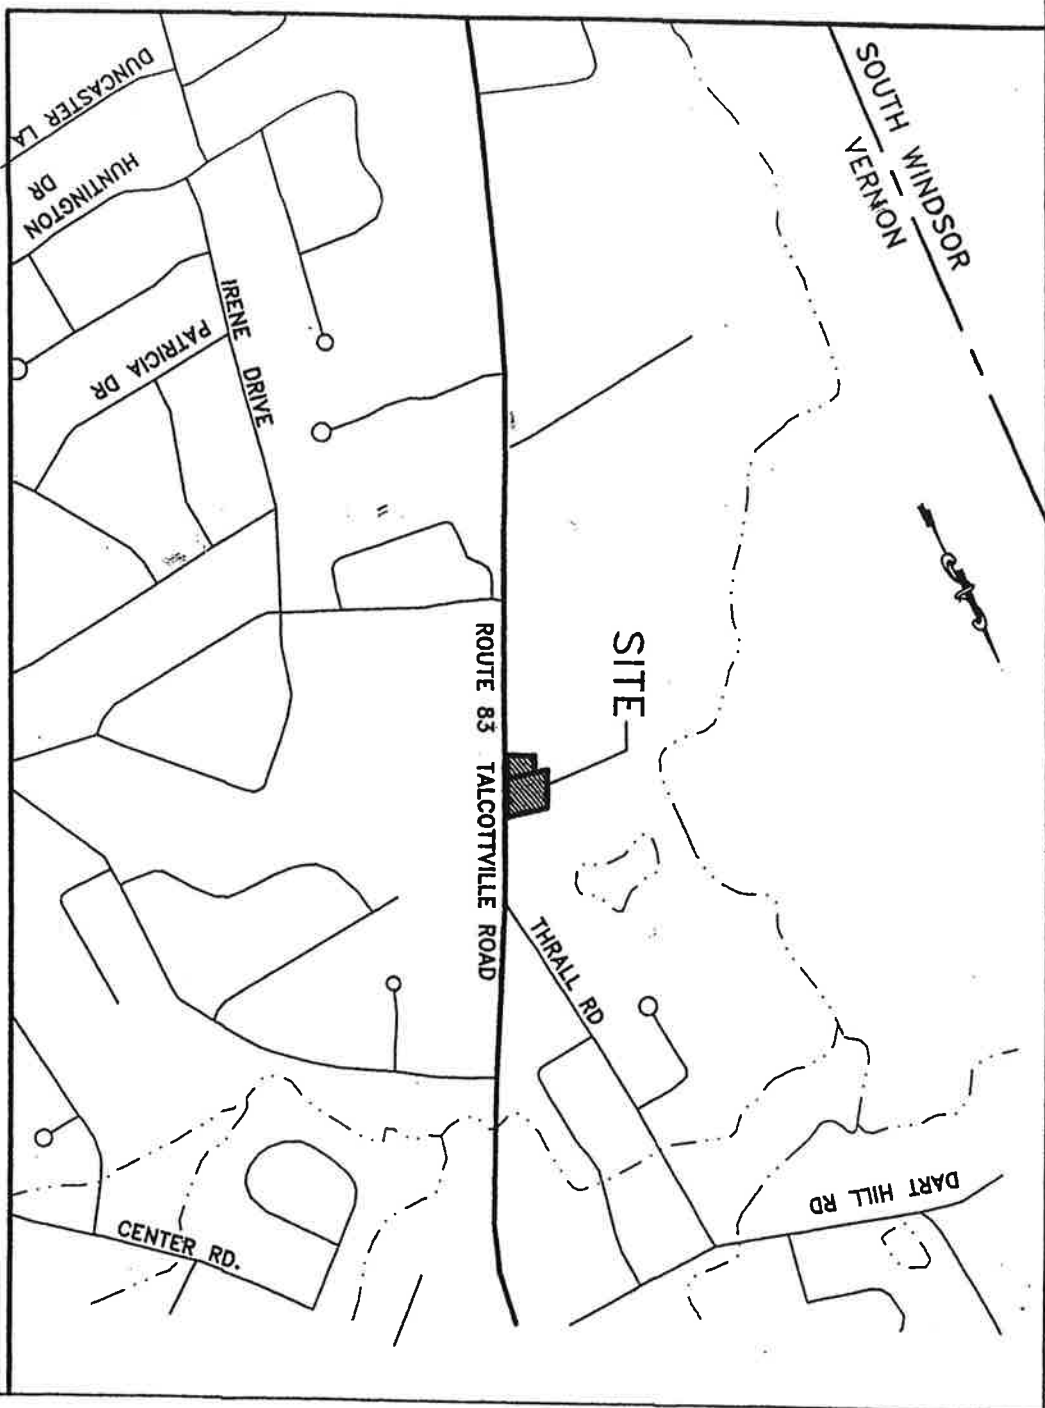 SOUTH WINDSOR
VERNON
DUNCASTER LA
HUNTINGTON
DR
PATRICIA DR
IRENE DRIVE
SITE
ROUTE 83 TALCOTTVILLE ROAD
THRALL RD
DART HILL RD
CENTER RD.